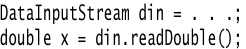 DataInputStream din = . . .;
double x = din.readDouble();